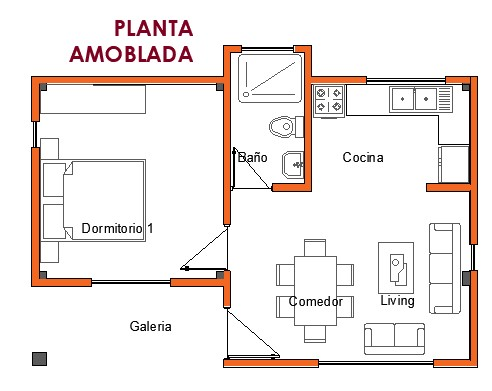 PLANTA
AMOBLADA
Baño
Cocina
Dormitorio 1
Comedor
Living
Galeria